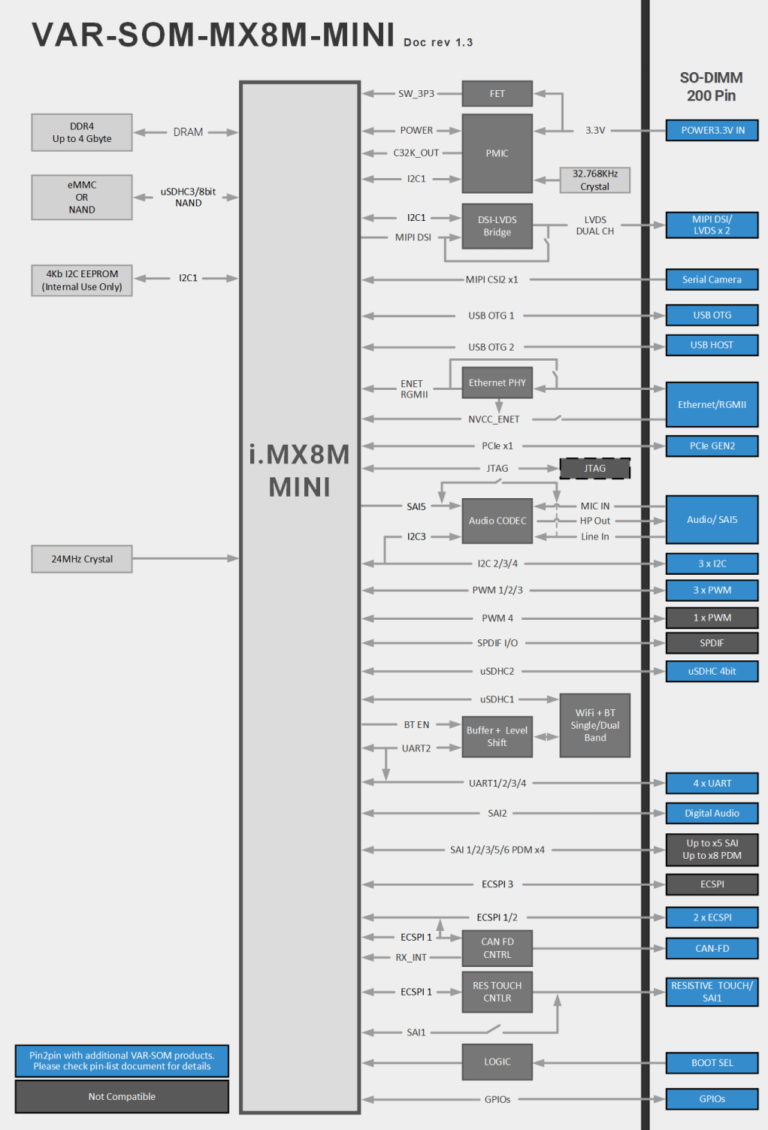 VAR-SOM-MX8M-MINI Doc rev 1.3
SO-DIMM
200 Pin
DDR4
Up to 4 Gbyte
DRAM
eMMC
OR
NAND
uSDHC3/8bit
NAND
4Kb I2C EEPROM
(Internal Use Only)
I2C1
24MHz Crystal
i.MX8M
MINI
SW_3P3
FET
POWER
PMIC
3.3V
POWER3.3V IN
C32K_OUT
I2C1
32.768KHz
Crystal
I2C1
MIPI DSI
DSI-LVDS
Bridge
LVDS
DUAL CH
MIPI DSI/
LVDS x 2
MIPI CSI2 x1
Serial Camera
USB OTG 1
USB OTG
USB OTG 2
USB HOST
ENET
RGMII
Ethernet PHY
Ethernet/RGMII
NVCC_ENET
PCIe x1
PCIe GEN2
JTAG
JTAG
SAI5
Audio CODEC
MIC IN
HP Out
Line In
Audio/ SAI5
I2C3
I2C 2/3/4
3 x I2C
PWM 1/2/3
3 x PWM
PWM 4
1 x PWM
SPDIF I/O
SPDIF
uSDHC2
uSDHC 4bit
uSDHC1
WiFi + BT
Single/Dual
Band
BT EN
Buffer + Level
Shift
UART2
UART1/2/3/4
4 x UART
SAI2
Digital Audio
SAI 1/2/3/5/6 PDM x4
Up to x5 SAI
Up to x8 PDM
ECSPI 3
ECSPI
ECSPI 1/2
2 x ECSPI
ECSPI 1
RX_INT
CAN FD
CNTRL
CAN-FD
ECSPI 1
RES TOUCH
CNTLR
RESISTIVE TOUCH/
SAI1
SAI1
LOGIC
BOOT SEL
GPIOs
GPIOs
Pin2pin with additional VAR-SOM products.
Please check pin-list document for details
Not Compatible